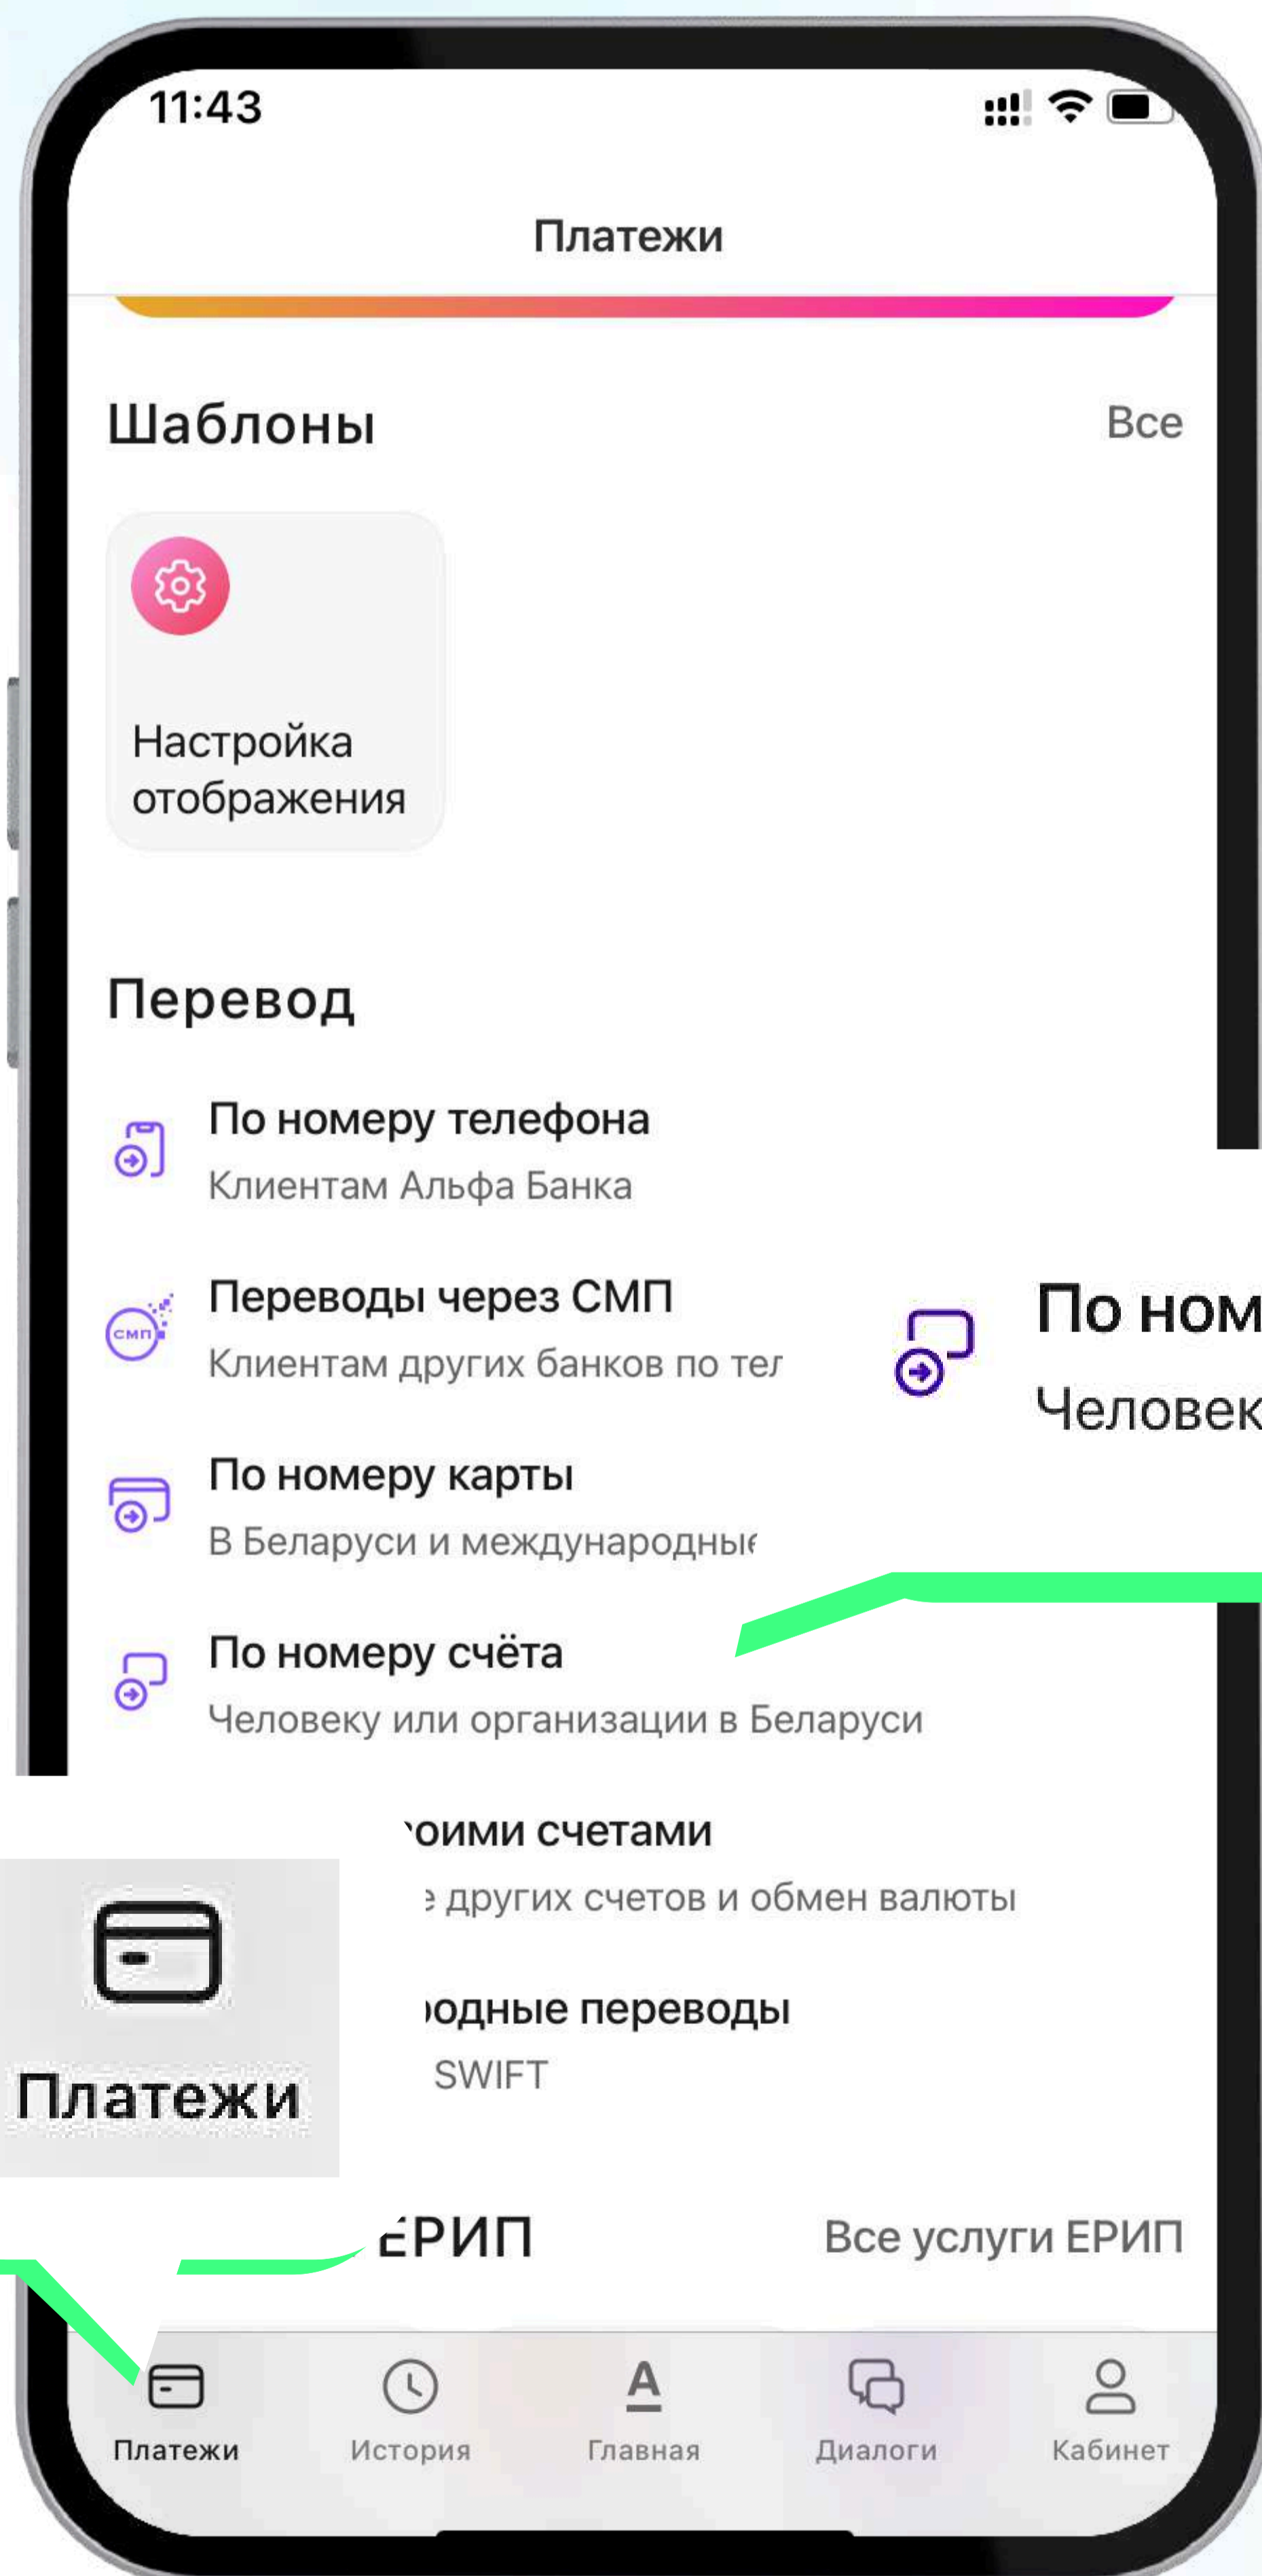 11:43
Платежи
Шаблоны
Все
Настройка
отображения
Перевод
По номеру телефона
Клиентам Альфа Банка
СМП
Переводы через СМП
Клиентам других банков по тел
По ном
Человек
По номеру карты
В Беларуси и международные
По номеру счёта
Человеку или организации в Беларуси
оими счетами
других счетов и обмен валюты
Платежи
одные переводы
SWIFT
ЕРИП
Все услуги ЕРИП
Платежи
История
А
Главная
Диалоги
Кабинет